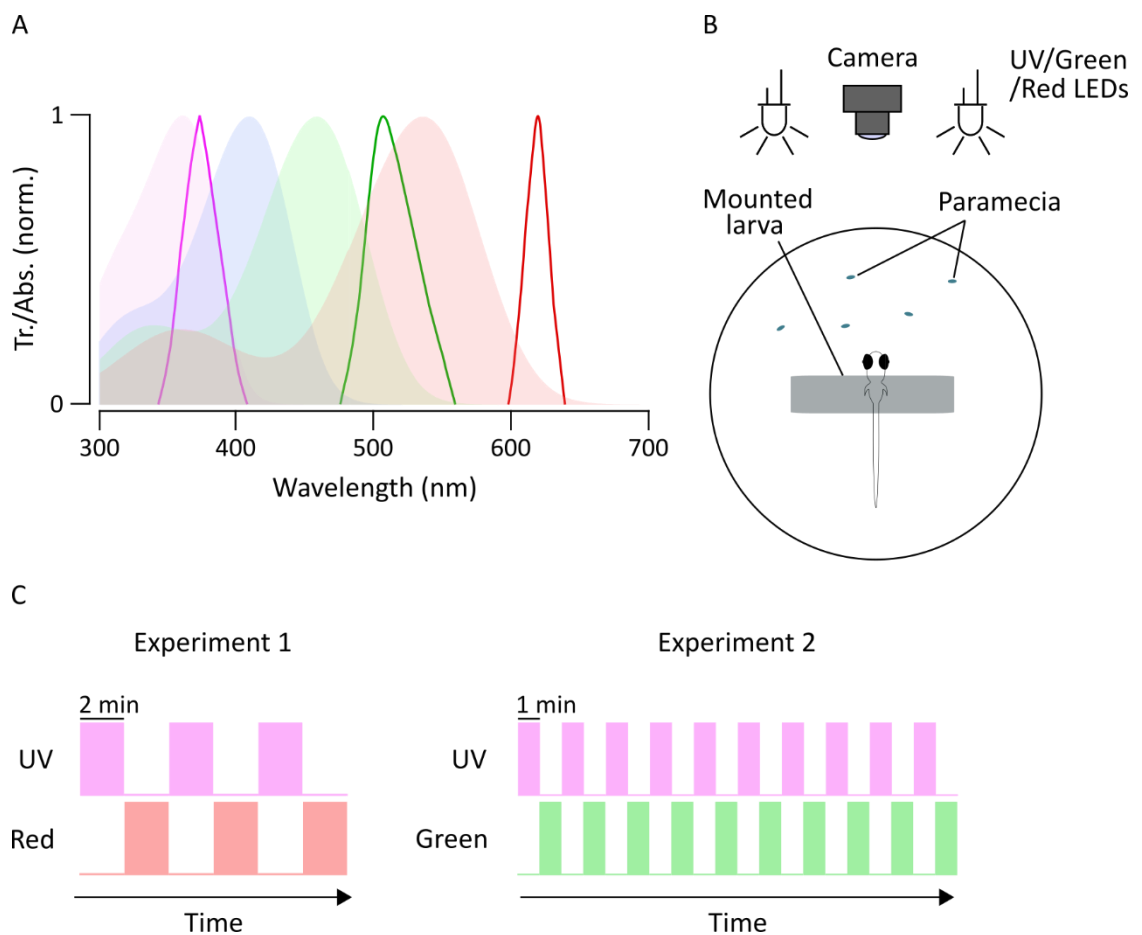 A
Tr./Abs. (norm.)
1
0
300
400
500
600
700
Wavelength (nm)
B
Camera
UV/Green
/Red LEDs
Mounted
larva
Paramecia
C
Experiment 1
2 min
UV
Red
Time
Experiment 2
1 min
UV
Green
Time